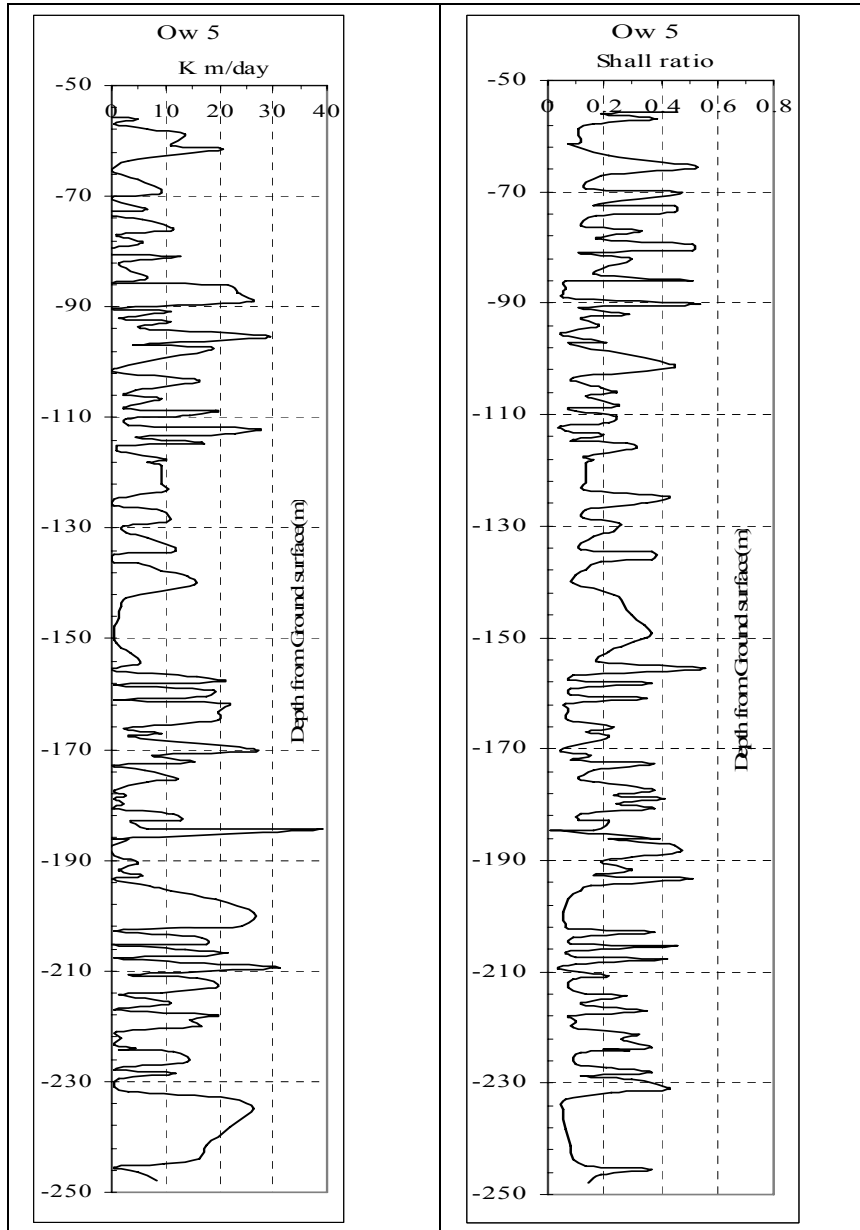 Ow 5
K m/day
-50
0 10 20 30 40
-70
-90
-110
-130
-150
-170
-190
-210
-230
-250
Depth from Ground surface(m)
Ow 5
Shall ratio
-50
0 0.2 0.4 0.6 0.8
-70
-90
-110
-130
-150
-170
-190
-210
-230
-250
Depth from Ground surface(m)